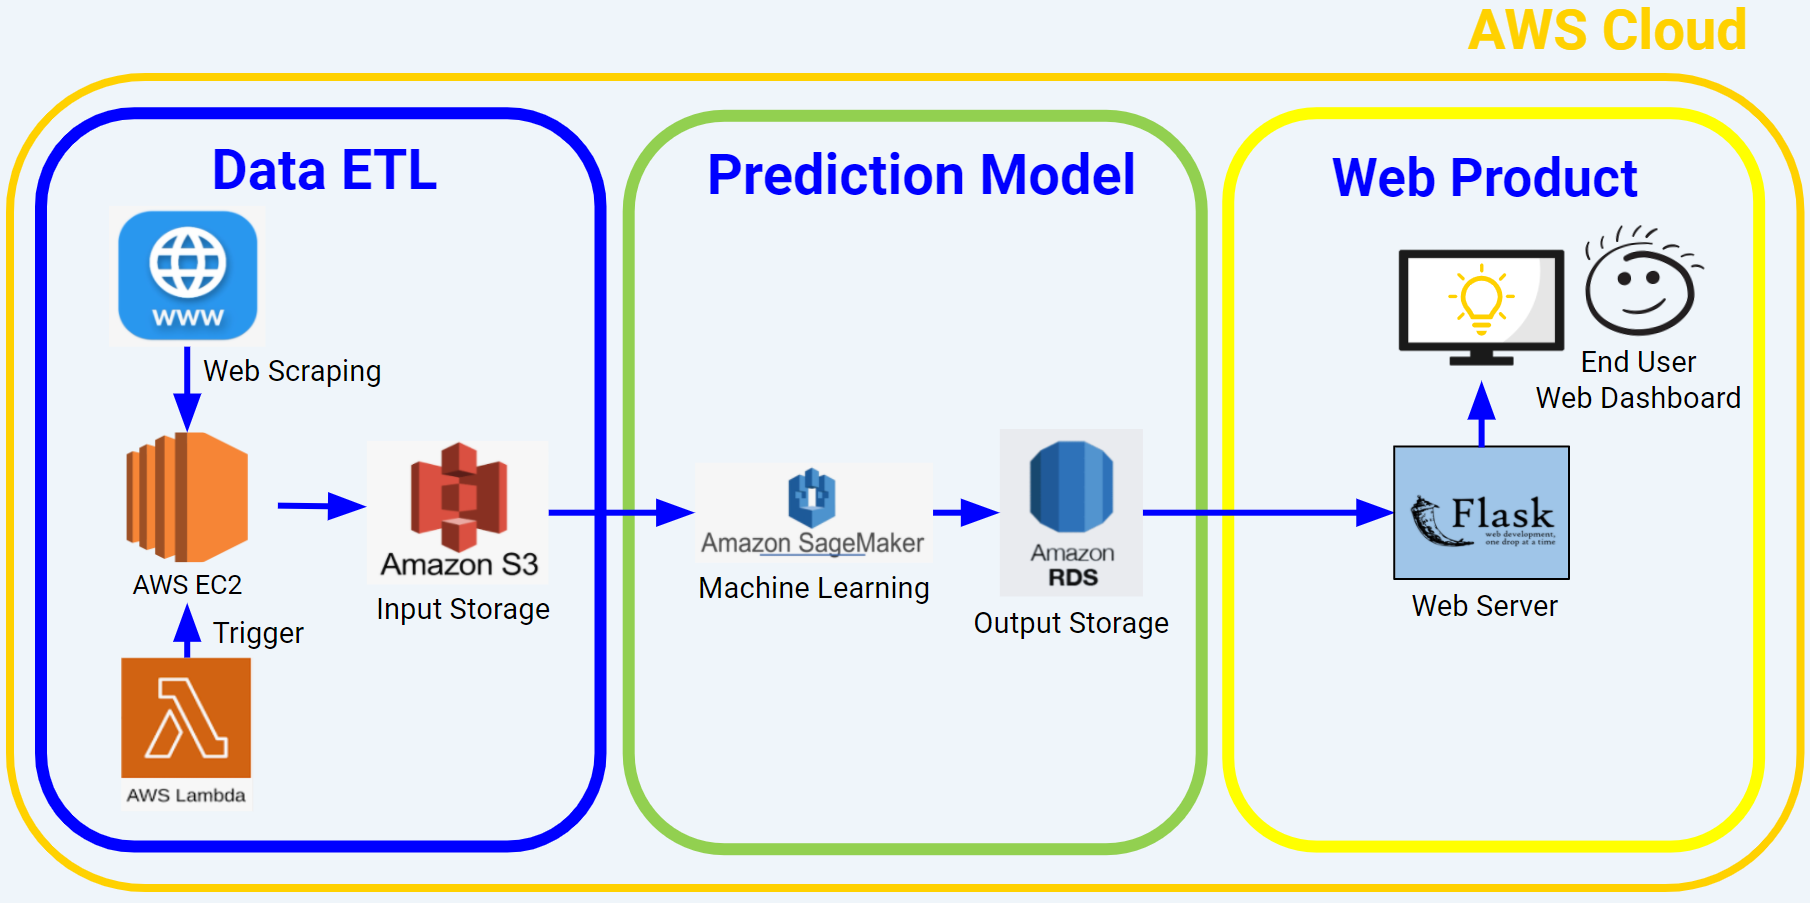 AWS Cloud
Data ETL
www
Web Scraping
AWS EC2
Trigger
AWS Lambda
Amazon S3
Input Storage
Prediction Model
Amazon SageMaker
Machine Learning
Amazon
RDS
Output Storage
Web Product
End User
Web Dashboard
Flask
web development,
one drop at a time
Web Server